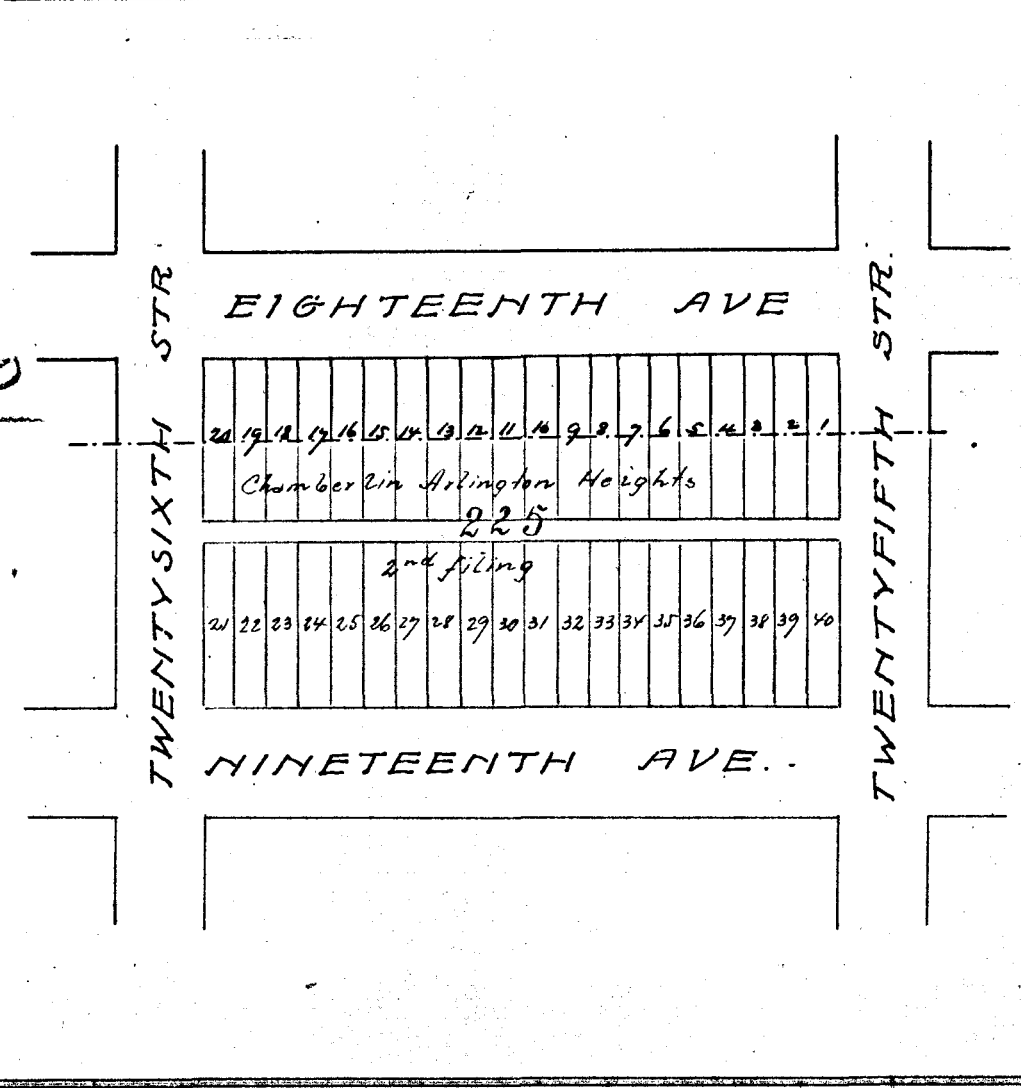 EIGHTEENTH AVE
TWENTYSIXTH STR
TWENTYFIFTH STR.
20 19 18 17 16 15 14 13 12 11 10 9 8 7 6 5 4 3 2 1
Chamberlin Arlington Heights
225
2nd filing
21 22 23 24 25 26 27 28 29 30 31 32 33 34 35 36 37 38 39 40
NINETEENTH AVE..